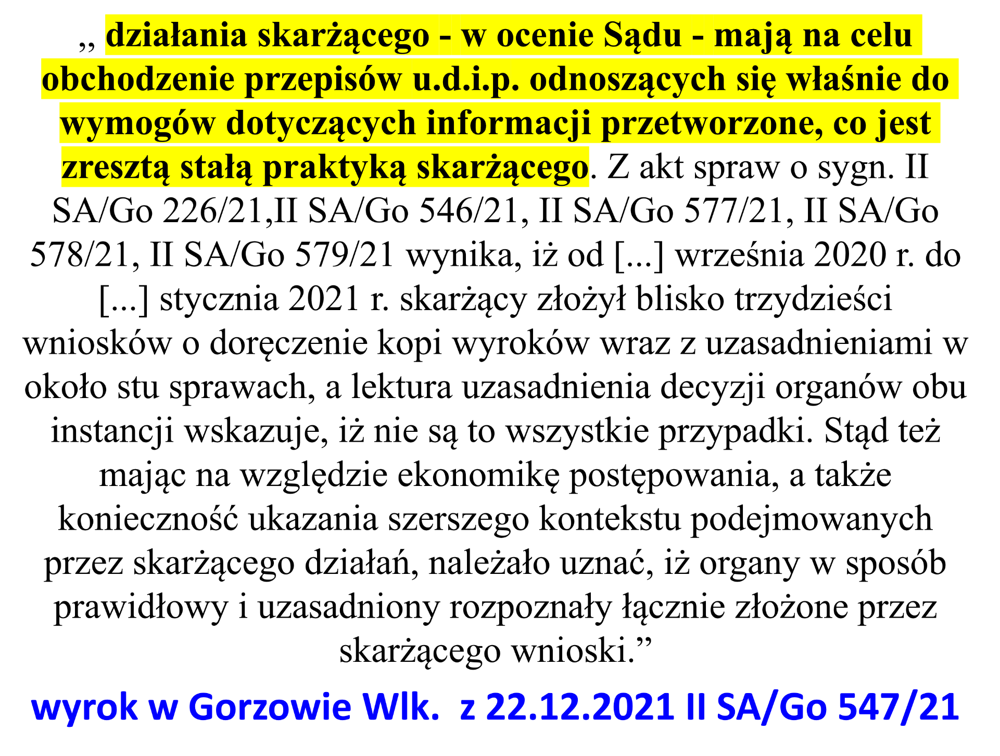 ,, działania skarżącego - w ocenie Sądu - mają na celu
obchodzenie przepisów u.d.i.p. odnoszących się właśnie do
wymogów dotyczących informacji przetworzone, co jest
zresztą stałą praktyką skarżącego. Z akt spraw o sygn. II
SA/Go 226/21,II SA/Go 546/21, II SA/Go 577/21, II SA/Go
578/21, II SA/Go 579/21 wynika, iż od [...] września 2020 r. do
[...] stycznia 2021 r. skarżący złożył blisko trzydzieści
wniosków o doręczenie kopi wyroków wraz z uzasadnieniami w
około stu sprawach, a lektura uzasadnienia decyzji organów obu
instancji wskazuje, iż nie są to wszystkie przypadki. Stąd też
mając na względzie ekonomikę postępowania, a także
konieczność ukazania szerszego kontekstu podejmowanych
przez skarżącego działań, należało uznać, iż organy w sposób
prawidłowy i uzasadniony rozpoznały łącznie złożone przez
skarżącego wnioski.”
wyrok w Gorzowie Wlk.  z 22.12.2021 II SA/Go 547/21